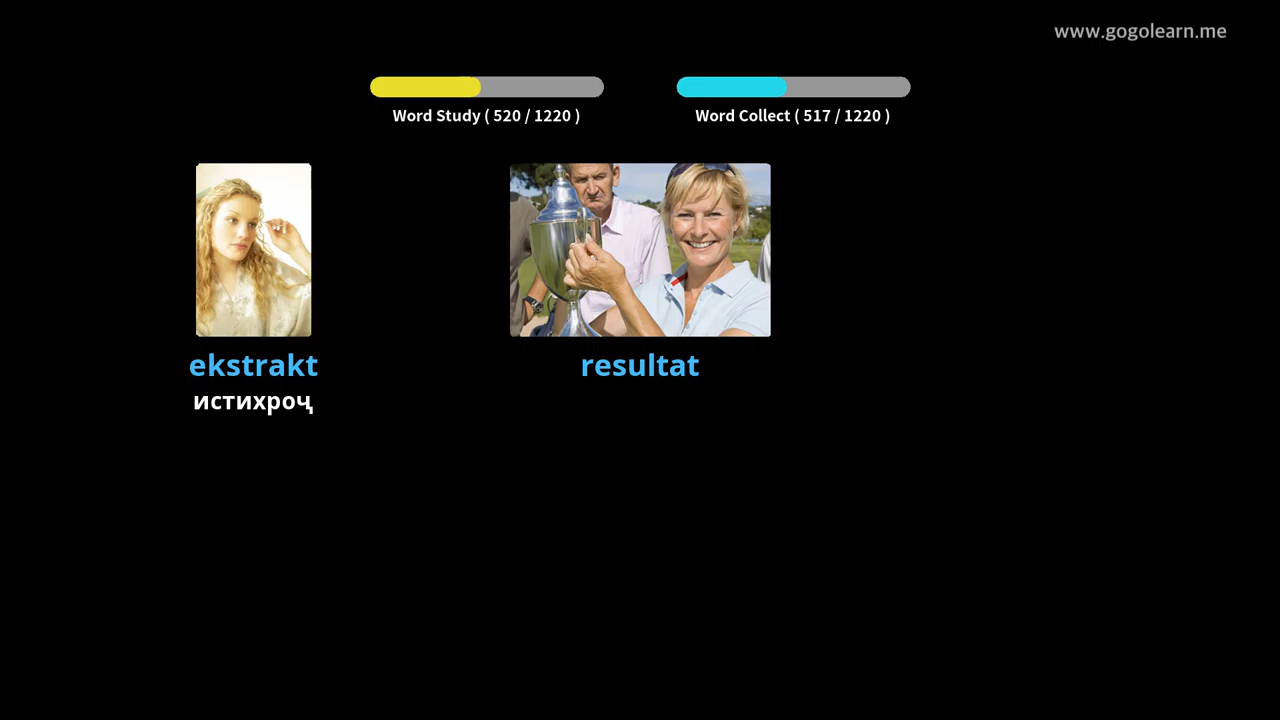 www.gogolearn.me
Word Study ( 520 / 1220 )
Word Collect ( 517 / 1220 )
ekstrakt
resultat
истихроҷ